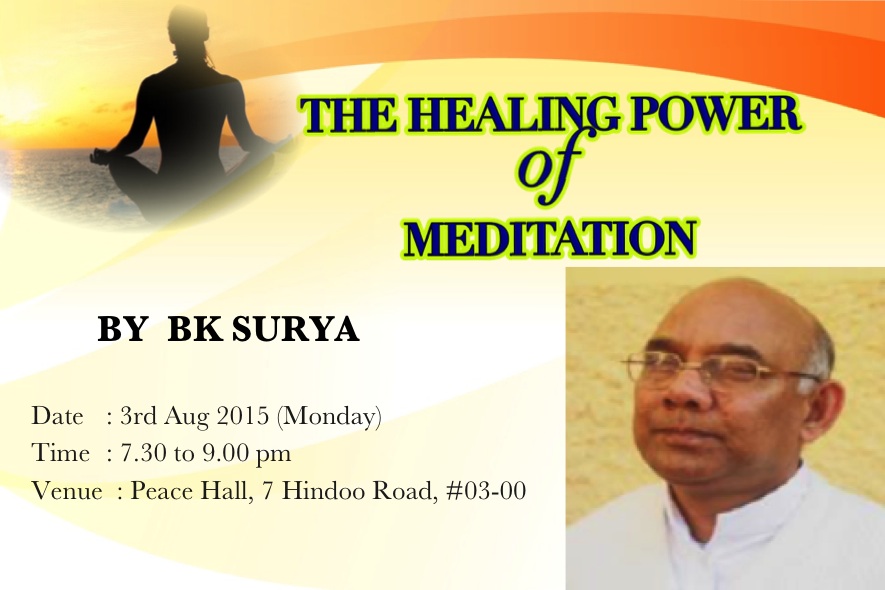 THE HEALING POWER
of
MEDITATION
BY BK SURYA
Date : 3rd Aug 2015 (Monday)
Time : 7.30 to 9.00 pm
Venue : Peace Hall, 7 Hindoo Road, #03-00